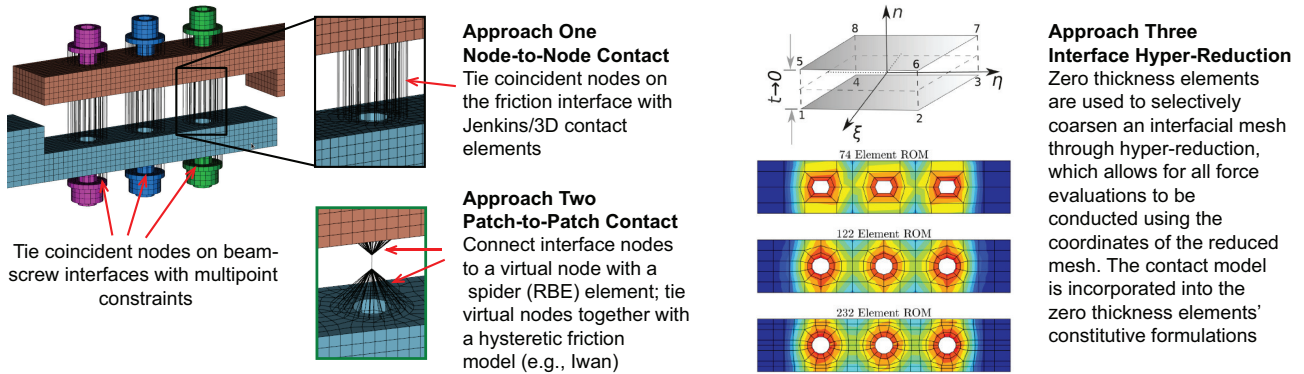 Approach One
Node-to-Node Contact
Tie coincident nodes on
the friction interface with
Jenkins/3D contact
elements
Tie coincident nodes on beam-
screw interfaces with multipoint
constraints
Approach Two
Patch-to-Patch Contact
Connect interface nodes
to a virtual node with a
spider (RBE) element; tie
virtual nodes together with
a hysteretic friction
model (e.g., Iwan)
n
8
7
5
6
η
t→0
4
3
1
2
ξ
74 Element ROM
122 Element ROM
232 Element ROM
Approach Three
Interface Hyper-Reduction
Zero thickness elements
are used to selectively
coarsen an interfacial mesh
through hyper-reduction,
which allows for all force
evaluations to be
conducted using the
coordinates of the reduced
mesh. The contact model
is incorporated into the
zero thickness elements’
constitutive formulations